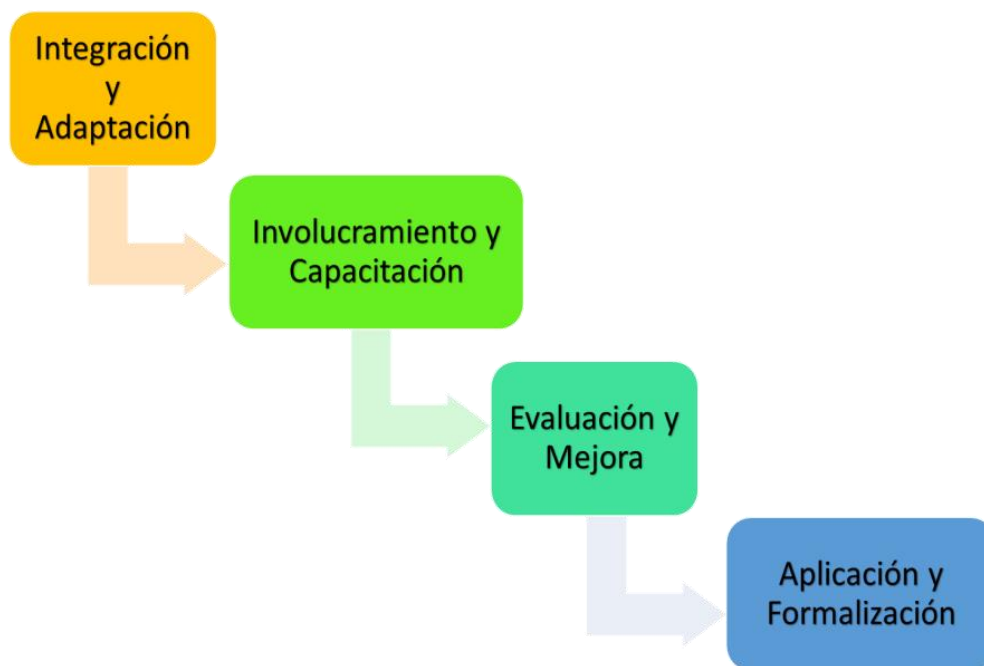 Integración
y
Adaptación
Involucramiento y
Capacitación
Evaluación y
Mejora
Aplicación y
Formalización